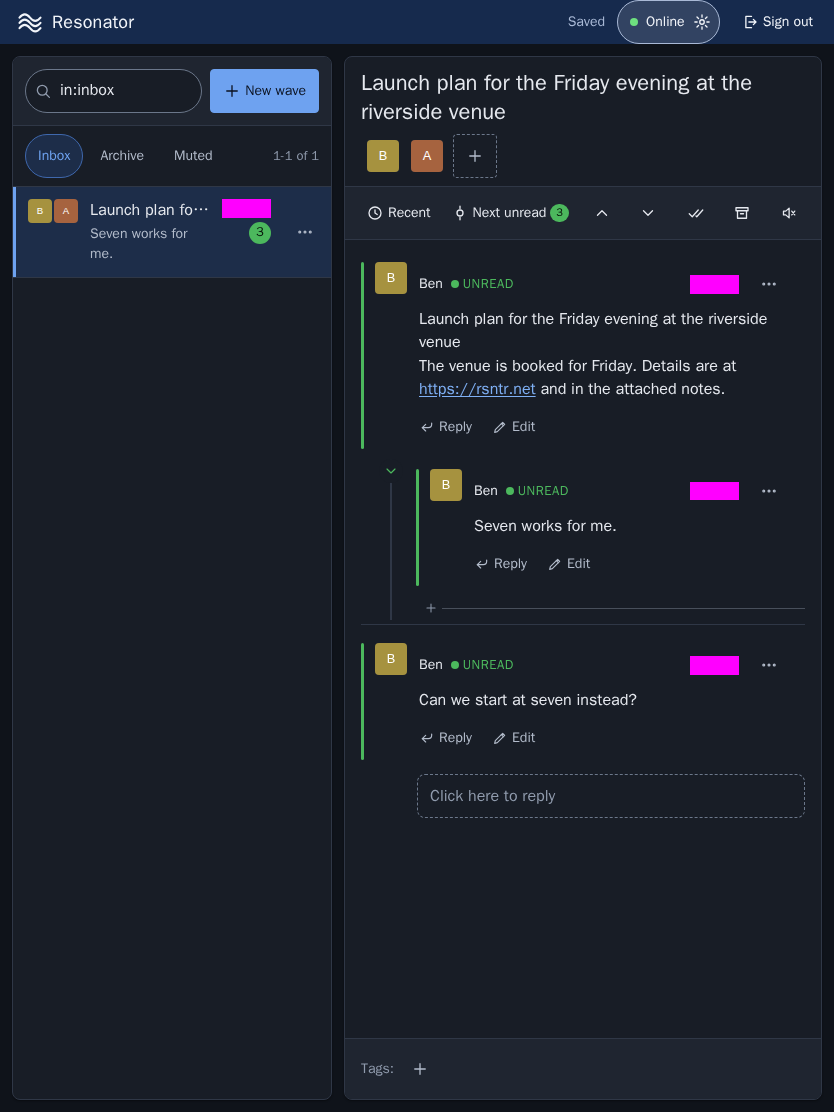 Resonator
Saved
Online
Sign out
in:inbox
New wave
Inbox
Archive
Muted
1-1 of 1
B
A
Launch plan fo···
Seven works for
me.
3
Launch plan for the Friday evening at the
riverside venue
B
A
Recent
Next unread 3
B
Ben
UNREAD
Launch plan for the Friday evening at the riverside
venue
The venue is booked for Friday. Details are at
https://rsntr.net and in the attached notes.
Reply
Edit
B
Ben
UNREAD
Seven works for me.
Reply
Edit
B
Ben
UNREAD
Can we start at seven instead?
Reply
Edit
Click here to reply
Tags: